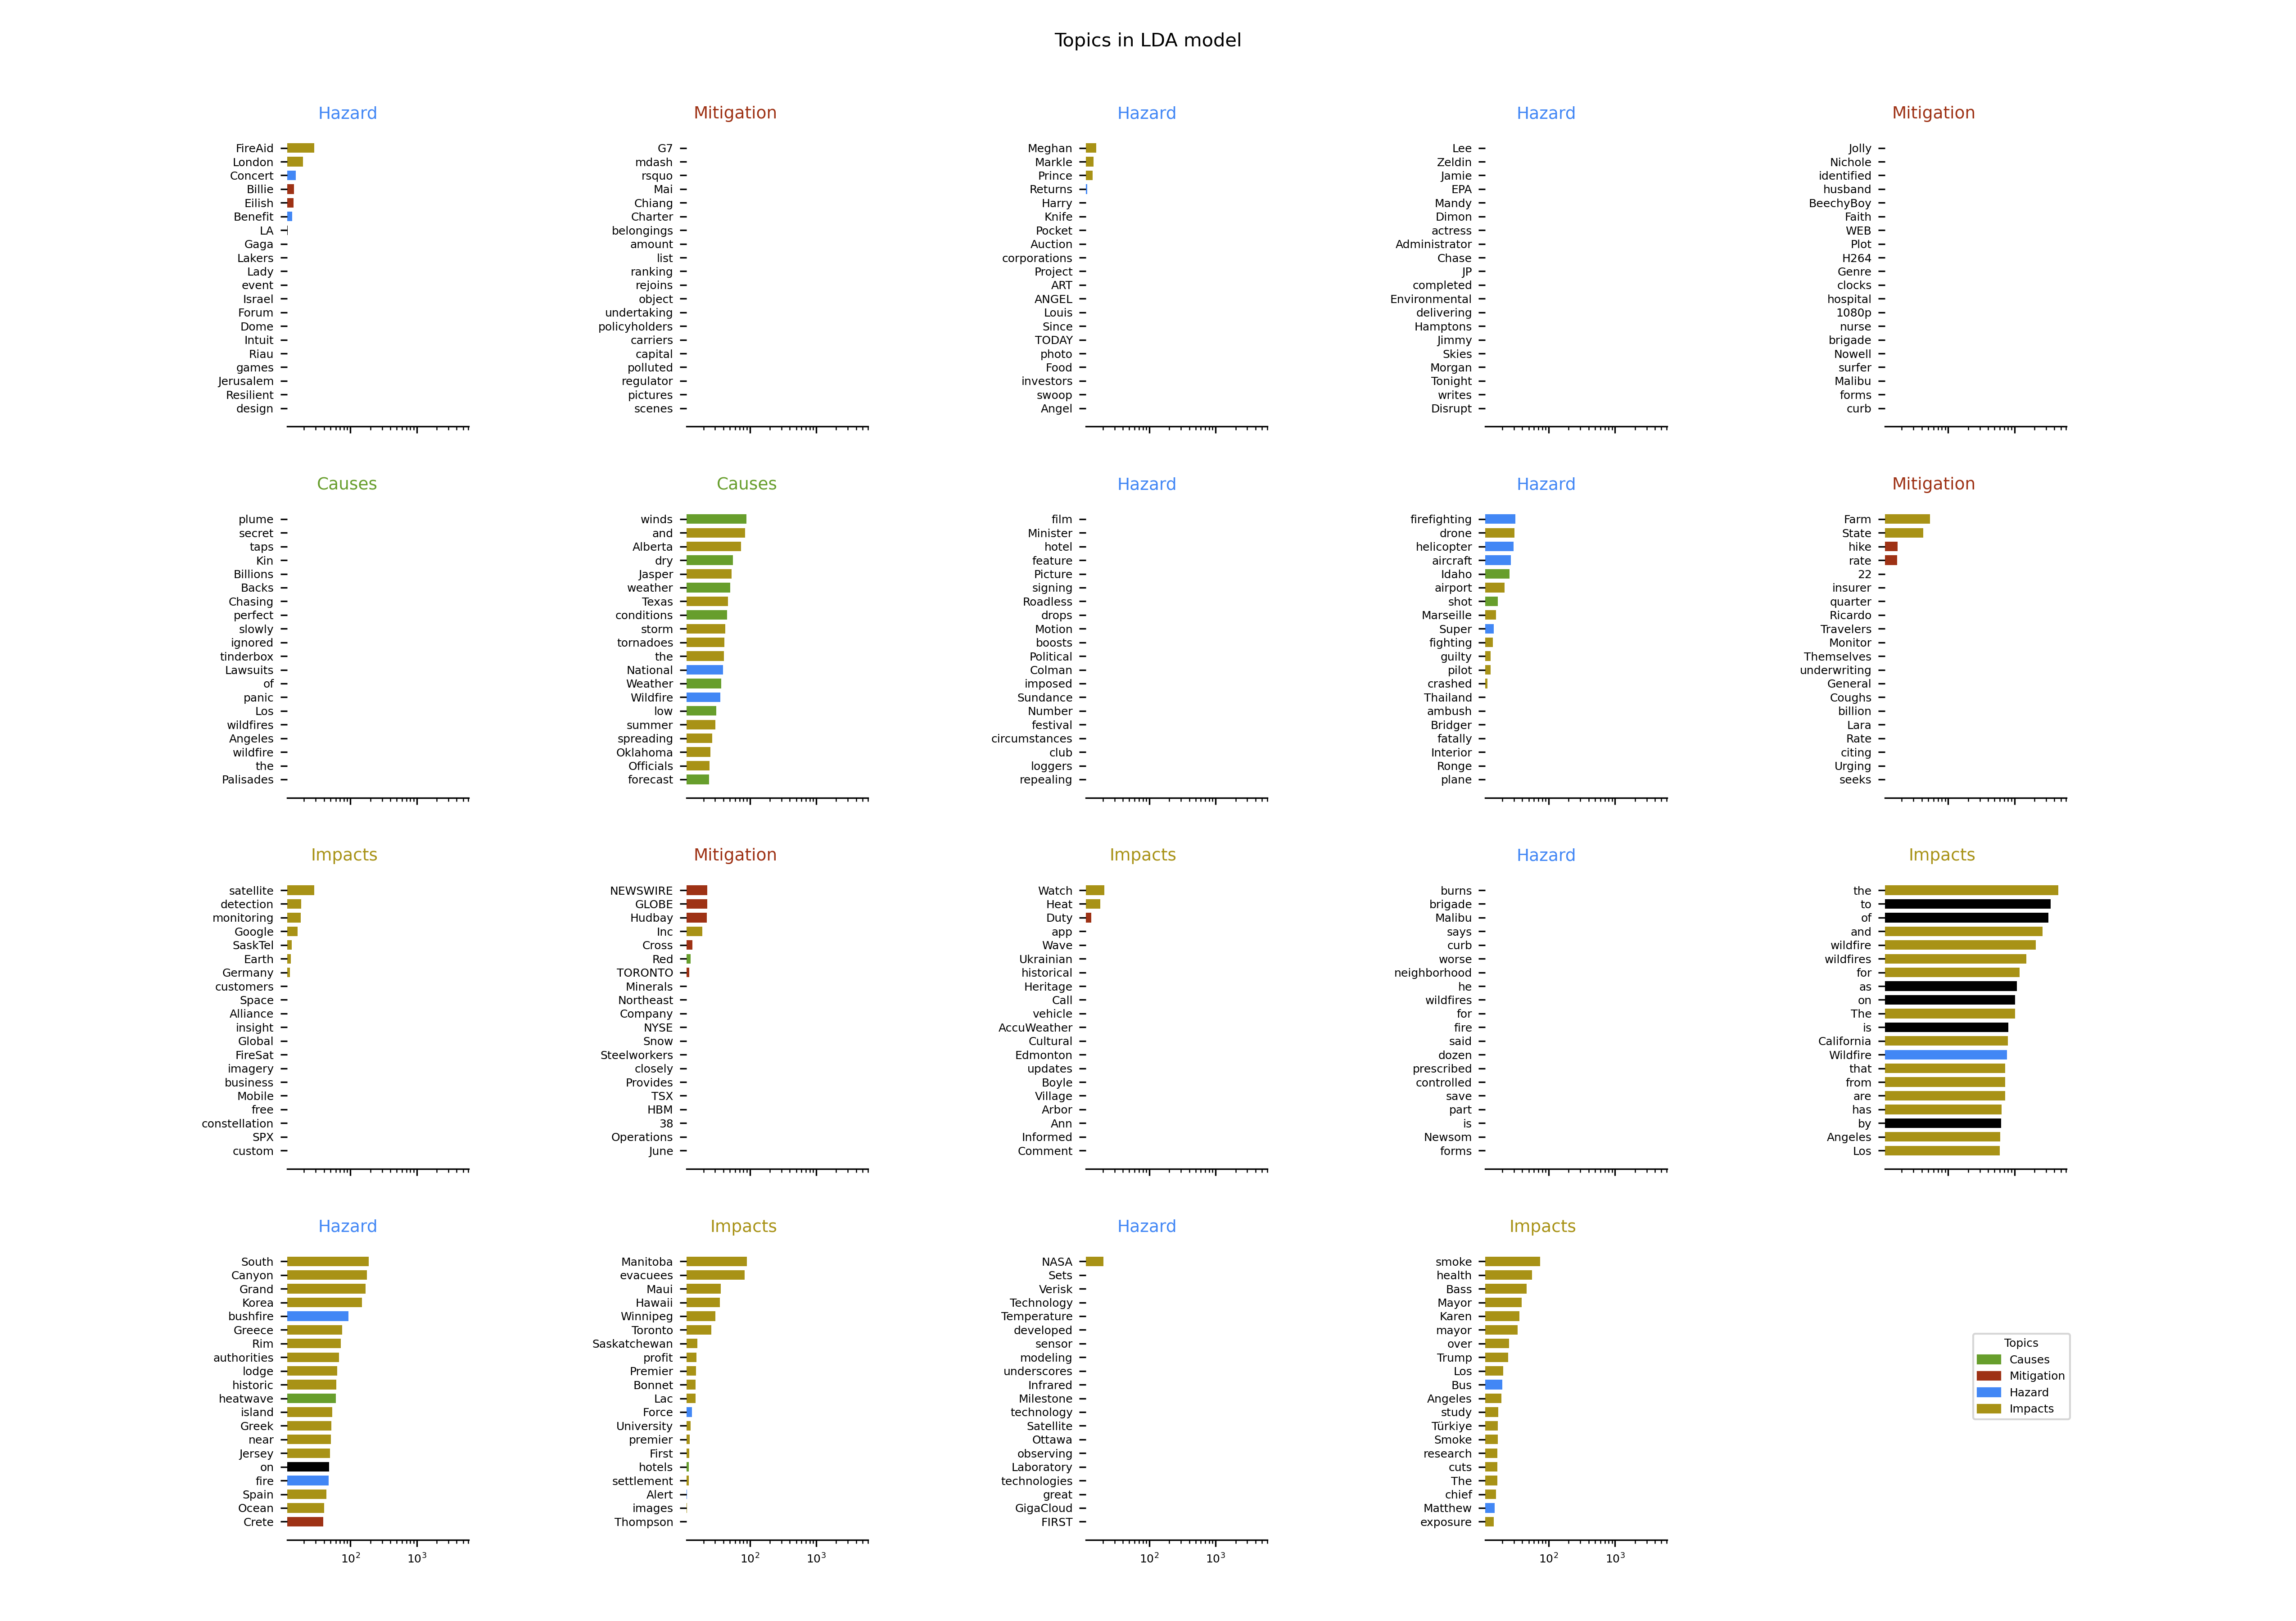 Topics in LDA model
Hazard
FireAid
London
Concert
Billie
Eilish
Benefit
LA
Gaga
Lakers
Lady
event
Israel
Forum
Dome
Intuit
Riau
games
Jerusalem
Resilient
design
Mitigation
G7
mdash
rsquo
Mai
Chiang
Charter
belongings
amount
list
ranking
rejoins
object
undertaking
policyholders
carriers
capital
polluted
regulator
pictures
scenes
Hazard
Meghan
Markle
Prince
Returns
Harry
Knife
Pocket
Auction
corporations
Project
ART
ANGEL
Louis
Since
TODAY
photo
Food
investors
swoop
Angel
Hazard
Lee
Zeldin
Jamie
EPA
Mandy
Dimon
actress
Administrator
Chase
JP
completed
Environmental
delivering
Hamptons
Jimmy
Skies
Morgan
Tonight
writes
Disrupt
Mitigation
Jolly
Nichole
identified
husband
BeechyBoy
Faith
WEB
Plot
H264
Genre
clocks
hospital
1080p
nurse
brigade
Nowell
surfer
Malibu
forms
curb
Causes
plume
secret
taps
Kin
Billions
Backs
Chasing
perfect
slowly
ignored
tinderbox
Lawsuits
of
panic
Los
wildfires
Angeles
wildfire
the
Palisades
Causes
winds
and
Alberta
dry
Jasper
weather
Texas
conditions
storm
tornadoes
the
National
Weather
Wildfire
low
summer
spreading
Oklahoma
Officials
forecast
Hazard
film
Minister
hotel
feature
Picture
signing
Roadless
drops
Motion
boosts
Political
Colman
imposed
Sundance
Number
festival
circumstances
club
loggers
repealing
Hazard
firefighting
drone
helicopter
aircraft
Idaho
airport
shot
Marseille
Super
fighting
guilty
pilot
crashed
Thailand
ambush
Bridger
fatally
Interior
Ronge
plane
Mitigation
Farm
State
hike
rate
22
insurer
quarter
Ricardo
Travelers
Monitor
Themselves
underwriting
General
Coughs
billion
Lara
Rate
citing
Urging
seeks
Impacts
satellite
detection
monitoring
Google
SaskTel
Earth
Germany
customers
Space
Alliance
insight
Global
FireSat
imagery
business
Mobile
free
constellation
SPX
custom
Mitigation
NEWSWIRE
GLOBE
Hudbay
Inc
Cross
Red
TORONTO
Minerals
Northeast
Company
NYSE
Snow
Steelworkers
closely
Provides
TSX
HBM
38
Operations
June
Impacts
Watch
Heat
Duty
app
Wave
Ukrainian
historical
Heritage
Call
vehicle
AccuWeather
Cultural
Edmonton
updates
Boyle
Village
Arbor
Ann
Informed
Comment
Hazard
burns
brigade
Malibu
says
curb
worse
neighborhood
he
wildfires
for
fire
said
dozen
prescribed
controlled
save
part
is
Newsom
forms
Impacts
the
to
of
and
wildfire
wildfires
for
as
on
The
is
California
Wildfire
that
from
are
has
by
Angeles
Los
Hazard
South
Canyon
Grand
Korea
bushfire
Greece
Rim
authorities
lodge
historic
heatwave
island
Greek
near
Jersey
on
fire
Spain
Ocean
Crete
10² 10³
Impacts
Manitoba
evacuees
Maui
Hawaii
Winnipeg
Toronto
Saskatchewan
profit
Premier
Bonnet
Lac
Force
University
premier
First
hotels
settlement
Alert
images
Thompson
10² 10³
Hazard
NASA
Sets
Verisk
Technology
Temperature
developed
sensor
modeling
underscores
Infrared
Milestone
technology
Satellite
Ottawa
observing
Laboratory
technologies
great
GigaCloud
FIRST
10² 10³
Impacts
smoke
health
Bass
Mayor
Karen
mayor
over
Trump
Los
Bus
Angeles
study
Türkiye
Smoke
research
cuts
The
chief
Matthew
exposure
10² 10³
Topics
Causes
Mitigation
Hazard
Impacts